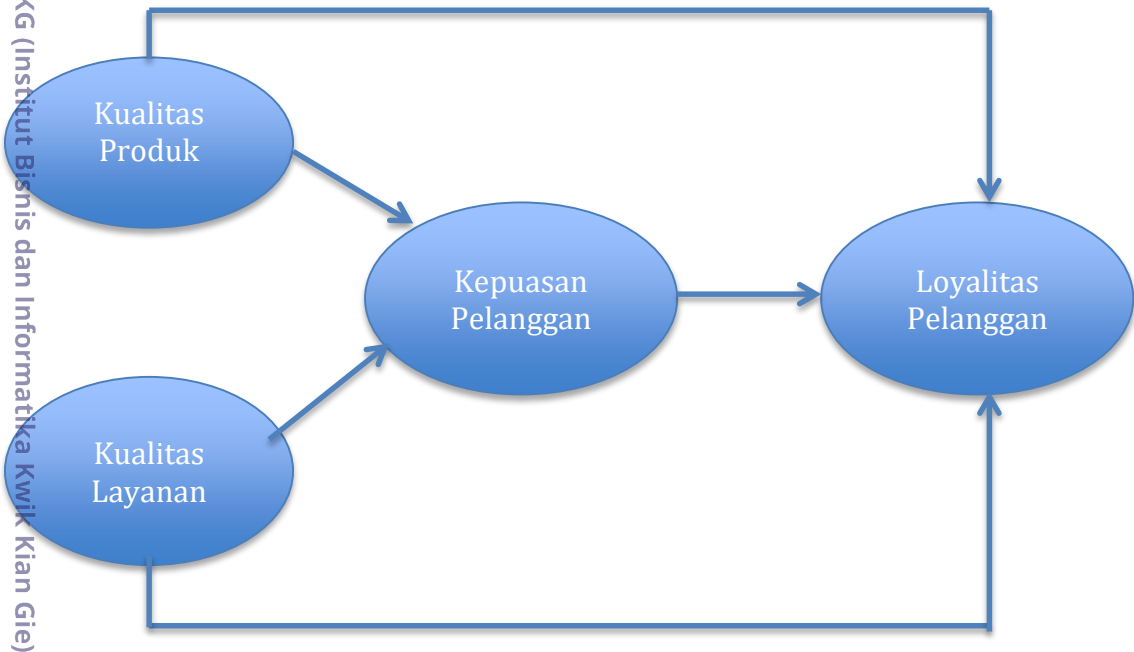 KG (Institut Bisnis dan Informatika Kwik Kian Gie)
Kualitas
Produk
Kepuasan
Pelanggan
Loyalitas
Pelanggan
Kualitas
Layanan